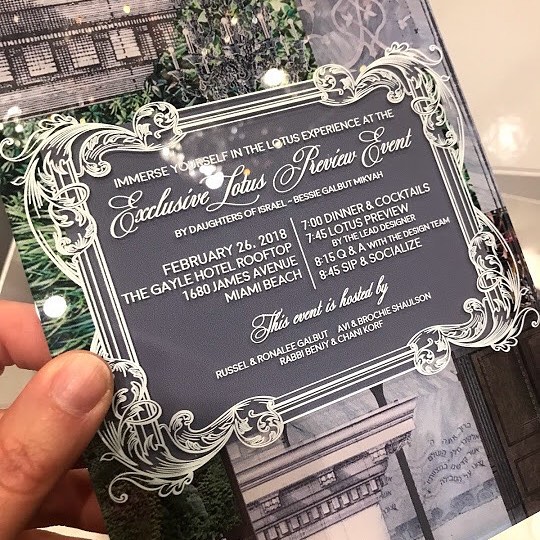 IMMERSE YOURSELF IN THE LOTUS EXPERIENCE AT THE
Exclusive Lotus Preview Event
BY DAUGHTERS OF ISRAEL ~ BESSIE GALBUT MIKVAH
FEBRUARY 26, 2018
THE GAYLE HOTEL ROOFTOP
1680 JAMES AVENUE
MIAMI BEACH
7:00 DINNER & COCKTAILS
7:45 LOTUS PREVIEW
BY THE LEAD DESIGNER
8:15 Q & A WITH THE DESIGN TEAM
8:45 SIP & SOCIALIZE
This event is hosted by
RUSSEL & RONALEE GALBUT AVI & BROCHIE SHAULSON
RABBI BENJY & CHANI KORF